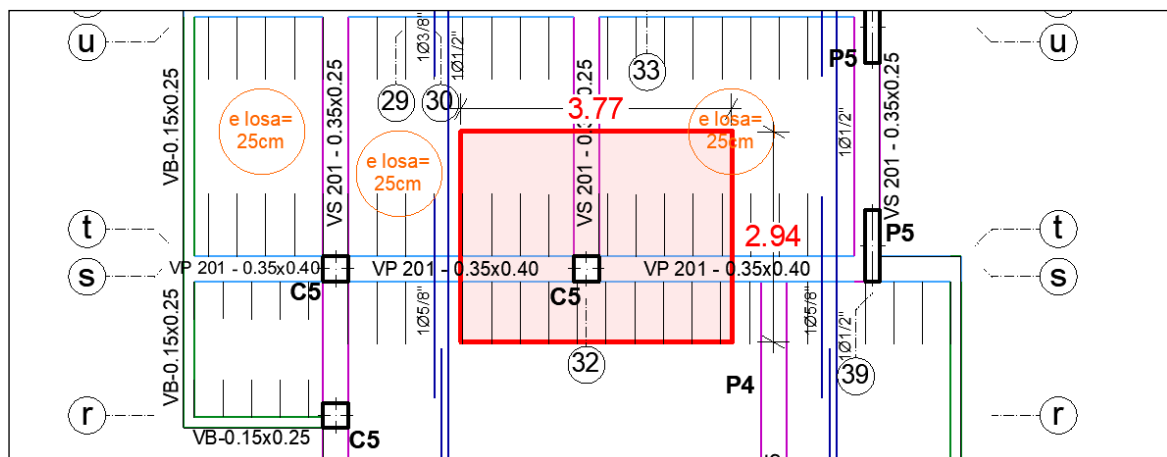 u
u
33
29
30
1Ø3/8"
1Ø1/2"
P5
VB-0.15x0.25
VS 201 - 0.35x0.25
VS 201 - 0.35x0.25
VS 201 - 0.35x0.25
3.77
e losa=
25cm
e losa=
25cm
e losa=
25cm
1Ø1/2"
t
t
P5
2.94
s
s
VP 201 - 0.35x0.40
VP 201 - 0.35x0.40
VP 201 - 0.35x0.40
C5
C5
VB-0.15x0.25
1Ø5/8"
1Ø5/8"
1Ø1/2"
32
39
P4
r
r
VB-0.15x0.25
C5